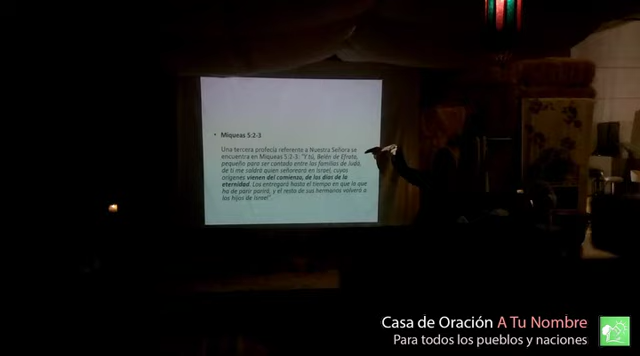 • Miqueas 5:2-3
Una tercera profecía referente a Nuestra Señora se
encuentra en Miqueas 5:2-3: "Y tú, Belén de Efrata,
pequeño para ser contado entre las familias de Judá,
de ti me saldrá quien señoreará en Israel, cuyos
orígenes vienen del comienzo, de los días de la
eternidad. Los entregará hasta el tiempo en que la que
ha de parir parirá, y el resto de sus hermanos volverá a
los hijos de Israel".
Casa de Oración A Tu Nombre
Para todos los pueblos y naciones